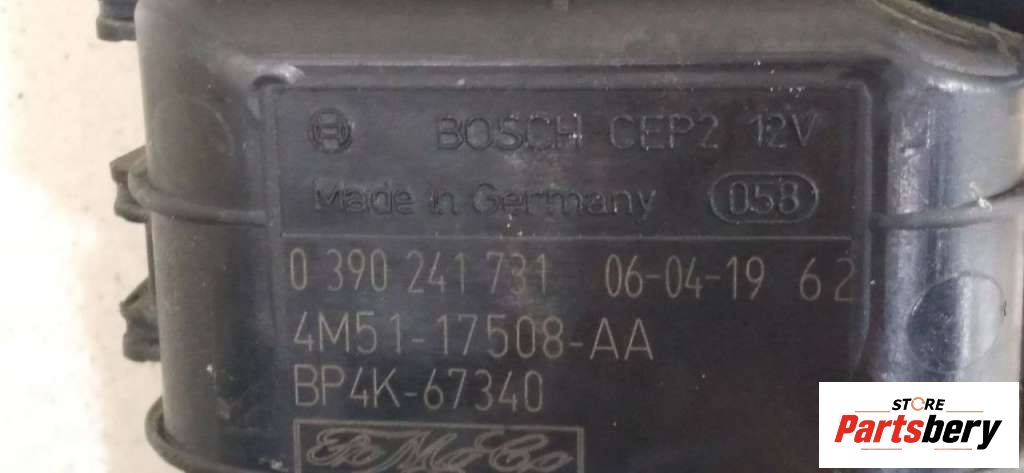 BOSCH CEP2 12V
Made in Germany 058
0 390 241 731 06-04-19 62
4M51-17508-AA
BP4K-67340
FoMoCo
STORE
Partsbery